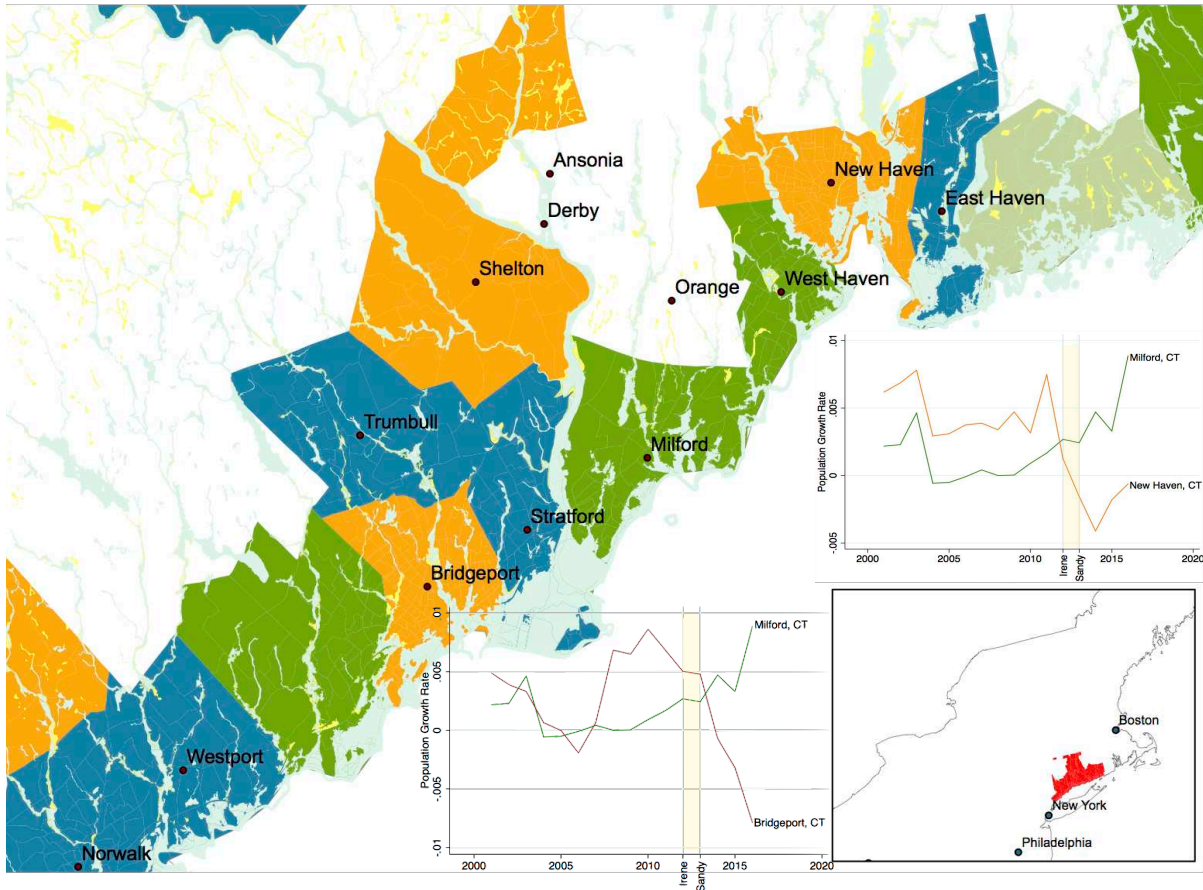 Ansonia
New Haven
Derby
East Haven
Shelton
Orange
West Haven
Trumbull
Milford
Stratford
Bridgeport
Westport
Norwalk
.01
.005
0
-.005
Population Growth Rate
Milford, CT
New Haven, CT
2000
2005
2010
2015
2020
Irene
Sandy
.01
.005
0
-.005
-.01
Population Growth Rate
Milford, CT
Bridgeport, CT
2000
2005
2010
2015
2020
Irene
Sandy
Boston
New York
Philadelphia